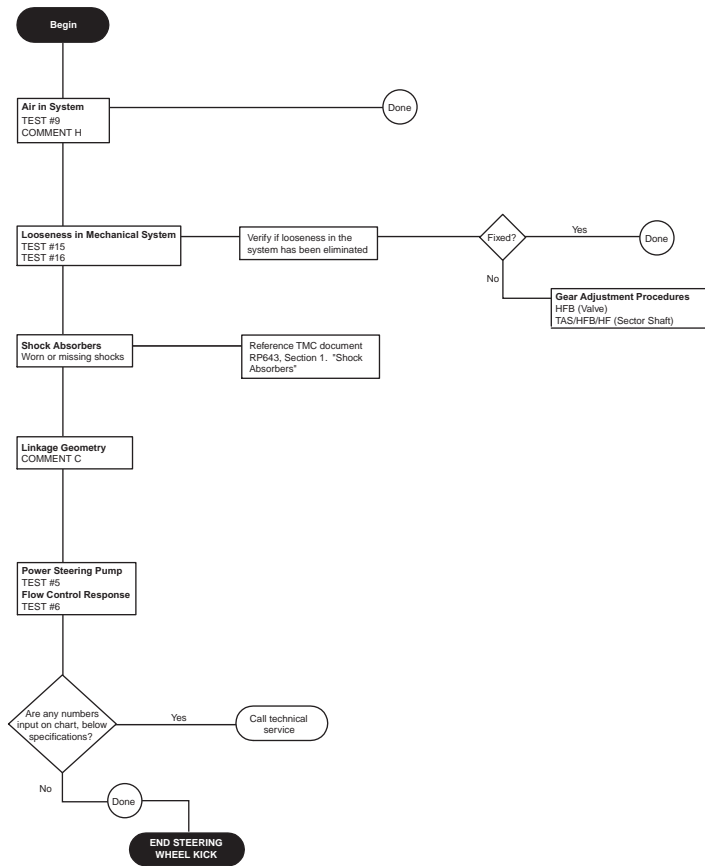 Begin
Air in System
TEST #9
COMMENT H
Done
Looseness in Mechanical System
TEST #15
TEST #16
Verify if looseness in the
system has been eliminated
Fixed?
Yes
Done
No
Gear Adjustment Procedures
HFB (Valve)
TAS/HFB/HF (Sector Shaft)
Shock Absorbers
Worn or missing shocks
Reference TMC document
RP643, Section 1. "Shock
Absorbers"
Linkage Geometry
COMMENT C
Power Steering Pump
TEST #5
Flow Control Response
TEST #6
Are any numbers
input on chart, below
specifications?
Yes
Call technical
service
No
Done
END STEERING
WHEEL KICK